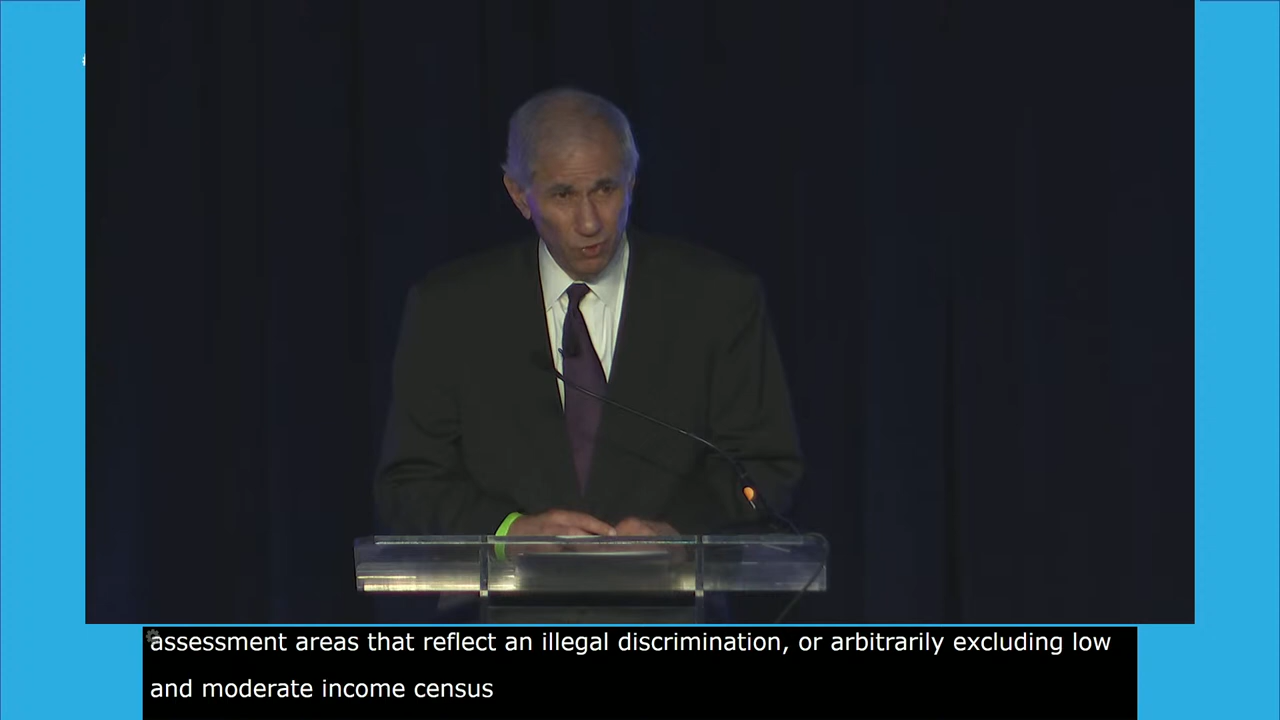 assessment areas that reflect an illegal discrimination, or arbitrarily excluding low
and moderate income census